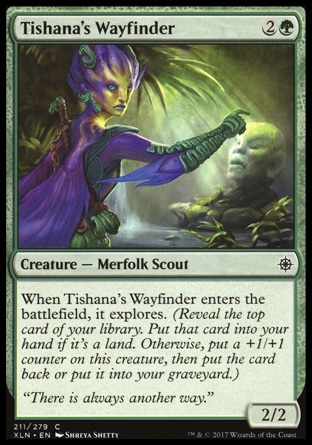 Tishana's Wayfinder 2
Creature — Merfolk Scout
When Tishana's Wayfinder enters the
battlefield, it explores. (Reveal the top
card of your library. Put that card into your
hand if it's a land. Otherwise, put a +1/+1
counter on this creature, then put the card
back or put it into your graveyard.)
"There is always another way."
2/2
211/279 C
XLN • EN Shreya Shetty ™ & © 2017 Wizards of the Coast